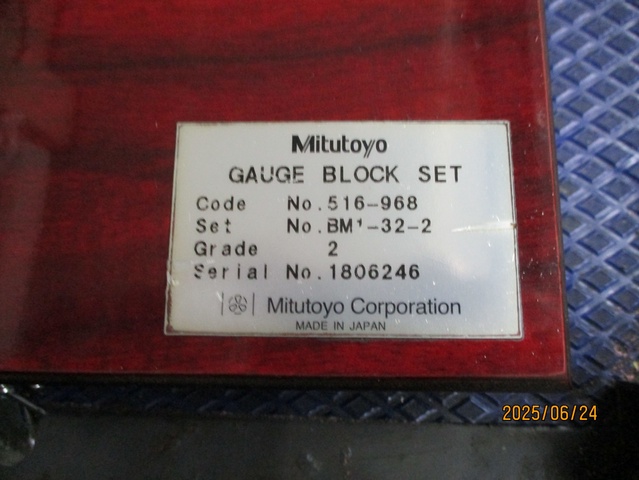 Mitutoyo
GAUGE BLOCK SET
Code No.516-968
Set No.BM1-32-2
Grade 2
Serial No.1806246
Mitutoyo Corporation
MADE IN JAPAN
2025/06/24